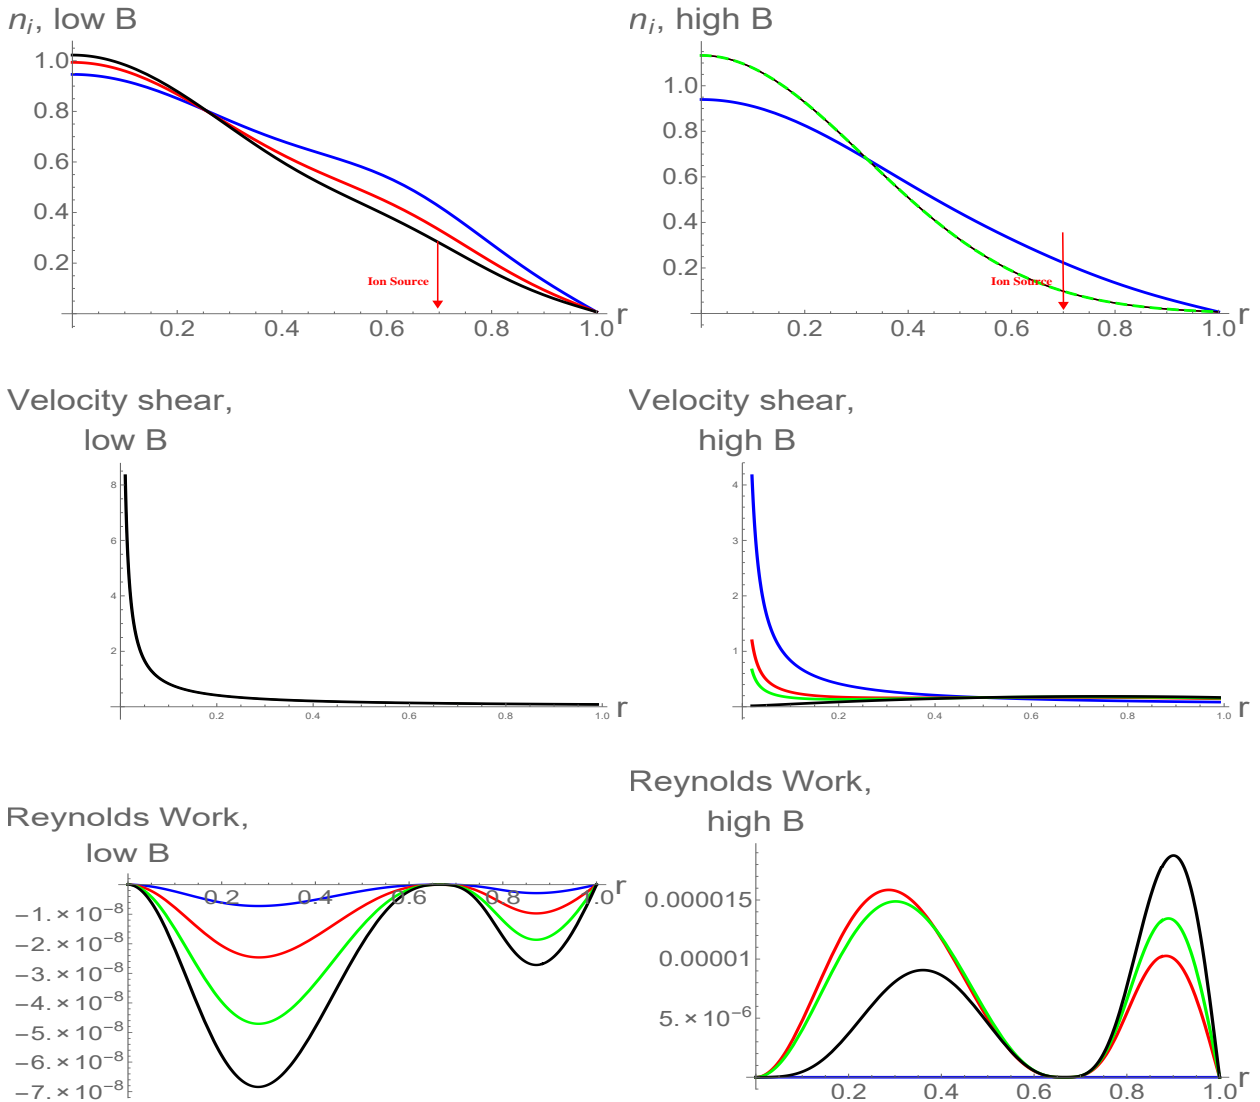 nᵢ, low B
1.0
0.8
0.6
0.4
0.2
Ion Source
0.2 0.4 0.6 0.8 1.0 r
nᵢ, high B
1.0
0.8
0.6
0.4
0.2
Ion Source
0.2 0.4 0.6 0.8 1.0 r
Velocity shear,
low B
8
6
4
2
0.2 0.4 0.6 0.8 1.0 r
Velocity shear,
high B
4
3
2
1
0.2 0.4 0.6 0.8 1.0 r
Reynolds Work,
low B
0.2 0.4 0.6 0.8 1.0 r
−1.×10⁻⁸
−2.×10⁻⁸
−3.×10⁻⁸
−4.×10⁻⁸
−5.×10⁻⁸
−6.×10⁻⁸
−7.×10⁻⁸
Reynolds Work,
high B
0.000015
0.00001
5.×10⁻⁶
0.2 0.4 0.6 0.8 1.0 r